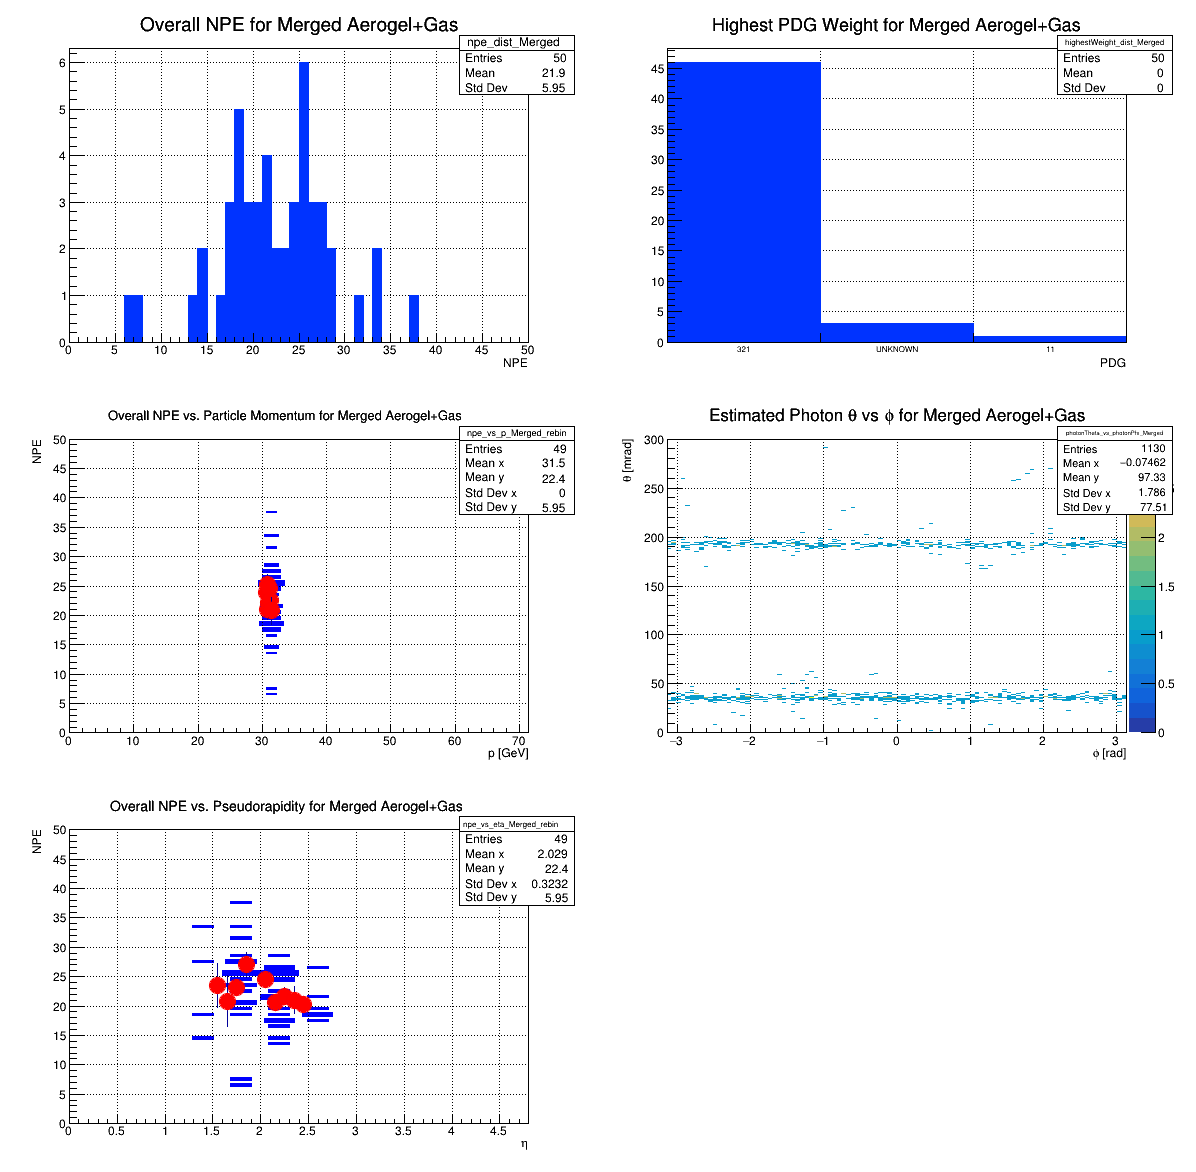 Overall NPE for Merged Aerogel+Gas
npe_dist_Merged
Entries 50
Mean 21.9
Std Dev 5.95
6
5
4
3
2
1
0
0 5 10 15 20 25 30 35 40 45 50
NPE
Highest PDG Weight for Merged Aerogel+Gas
highestWeight_dist_Merged
Entries 50
Mean 0
Std Dev 0
45
40
35
30
25
20
15
10
5
0
321 UNKNOWN 11
PDG
Overall NPE vs. Particle Momentum for Merged Aerogel+Gas
npe_vs_p_Merged_rebin
Entries 49
Mean x 31.5
Mean y 22.4
Std Dev x 0
Std Dev y 5.95
NPE
50
45
40
35
30
25
20
15
10
5
0
0 10 20 30 40 50 60 70
p [GeV]
Estimated Photon θ vs ϕ for Merged Aerogel+Gas
photonTheta_vs_photonPhi_Merged
Entries 1130
Mean x −0.07462
Mean y 97.33
Std Dev x 1.786
Std Dev y 77.51
θ [mrad]
300
250
200
150
100
50
0
−3 −2 −1 0 1 2 3
ϕ [rad]
2
1.5
1
0.5
0
Overall NPE vs. Pseudorapidity for Merged Aerogel+Gas
npe_vs_eta_Merged_rebin
Entries 49
Mean x 2.029
Mean y 22.4
Std Dev x 0.3232
Std Dev y 5.95
NPE
50
45
40
35
30
25
20
15
10
5
0
0 0.5 1 1.5 2 2.5 3 3.5 4 4.5
η